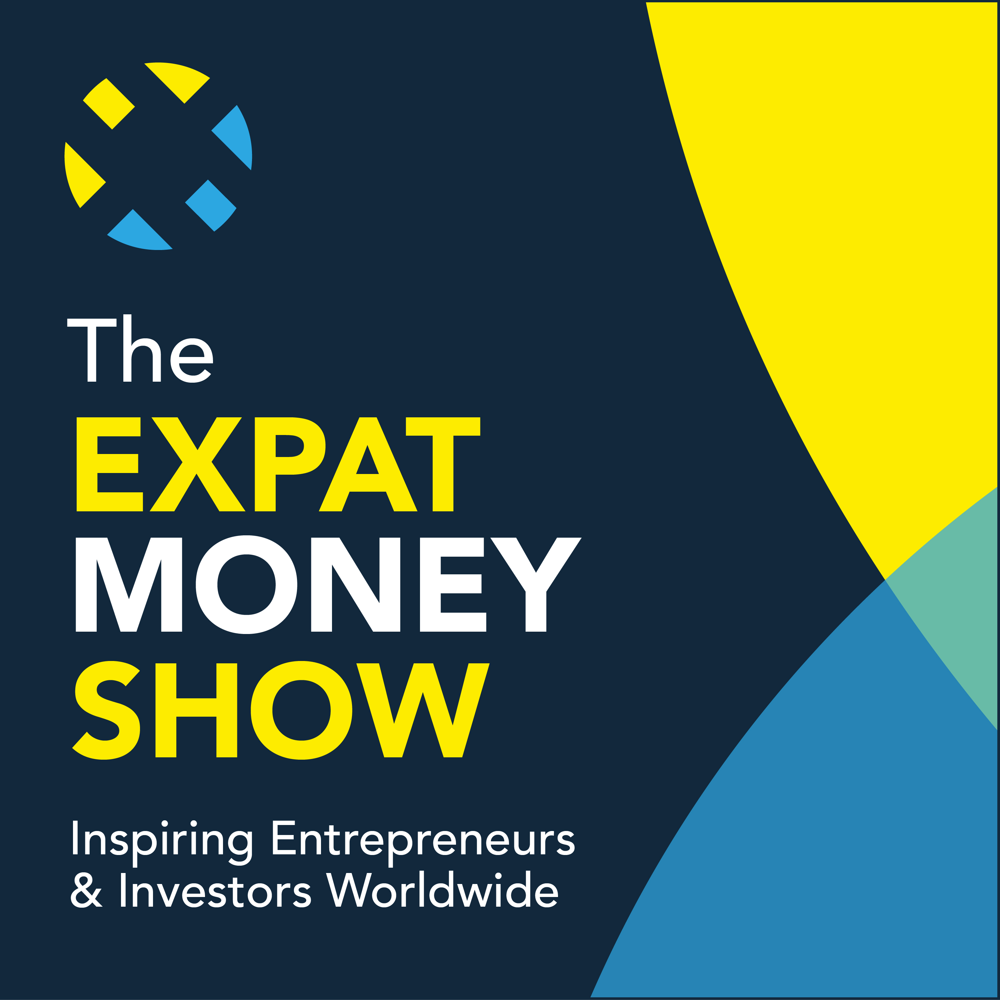 The
EXPAT
MONEY
SHOW
Inspiring Entrepreneurs
& Investors Worldwide